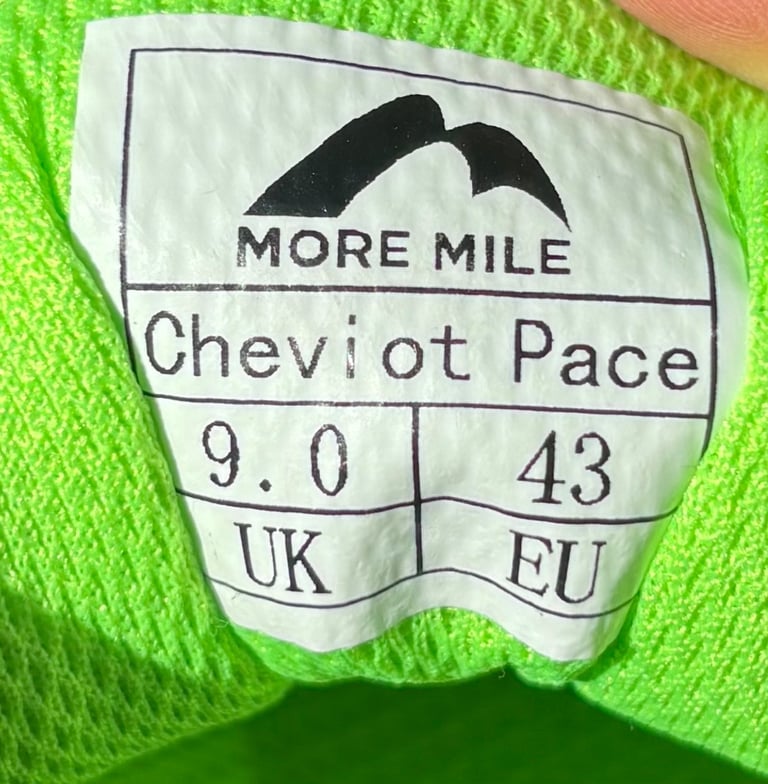 MORE MILE
Cheviot Pace
9.0 43
UK EU